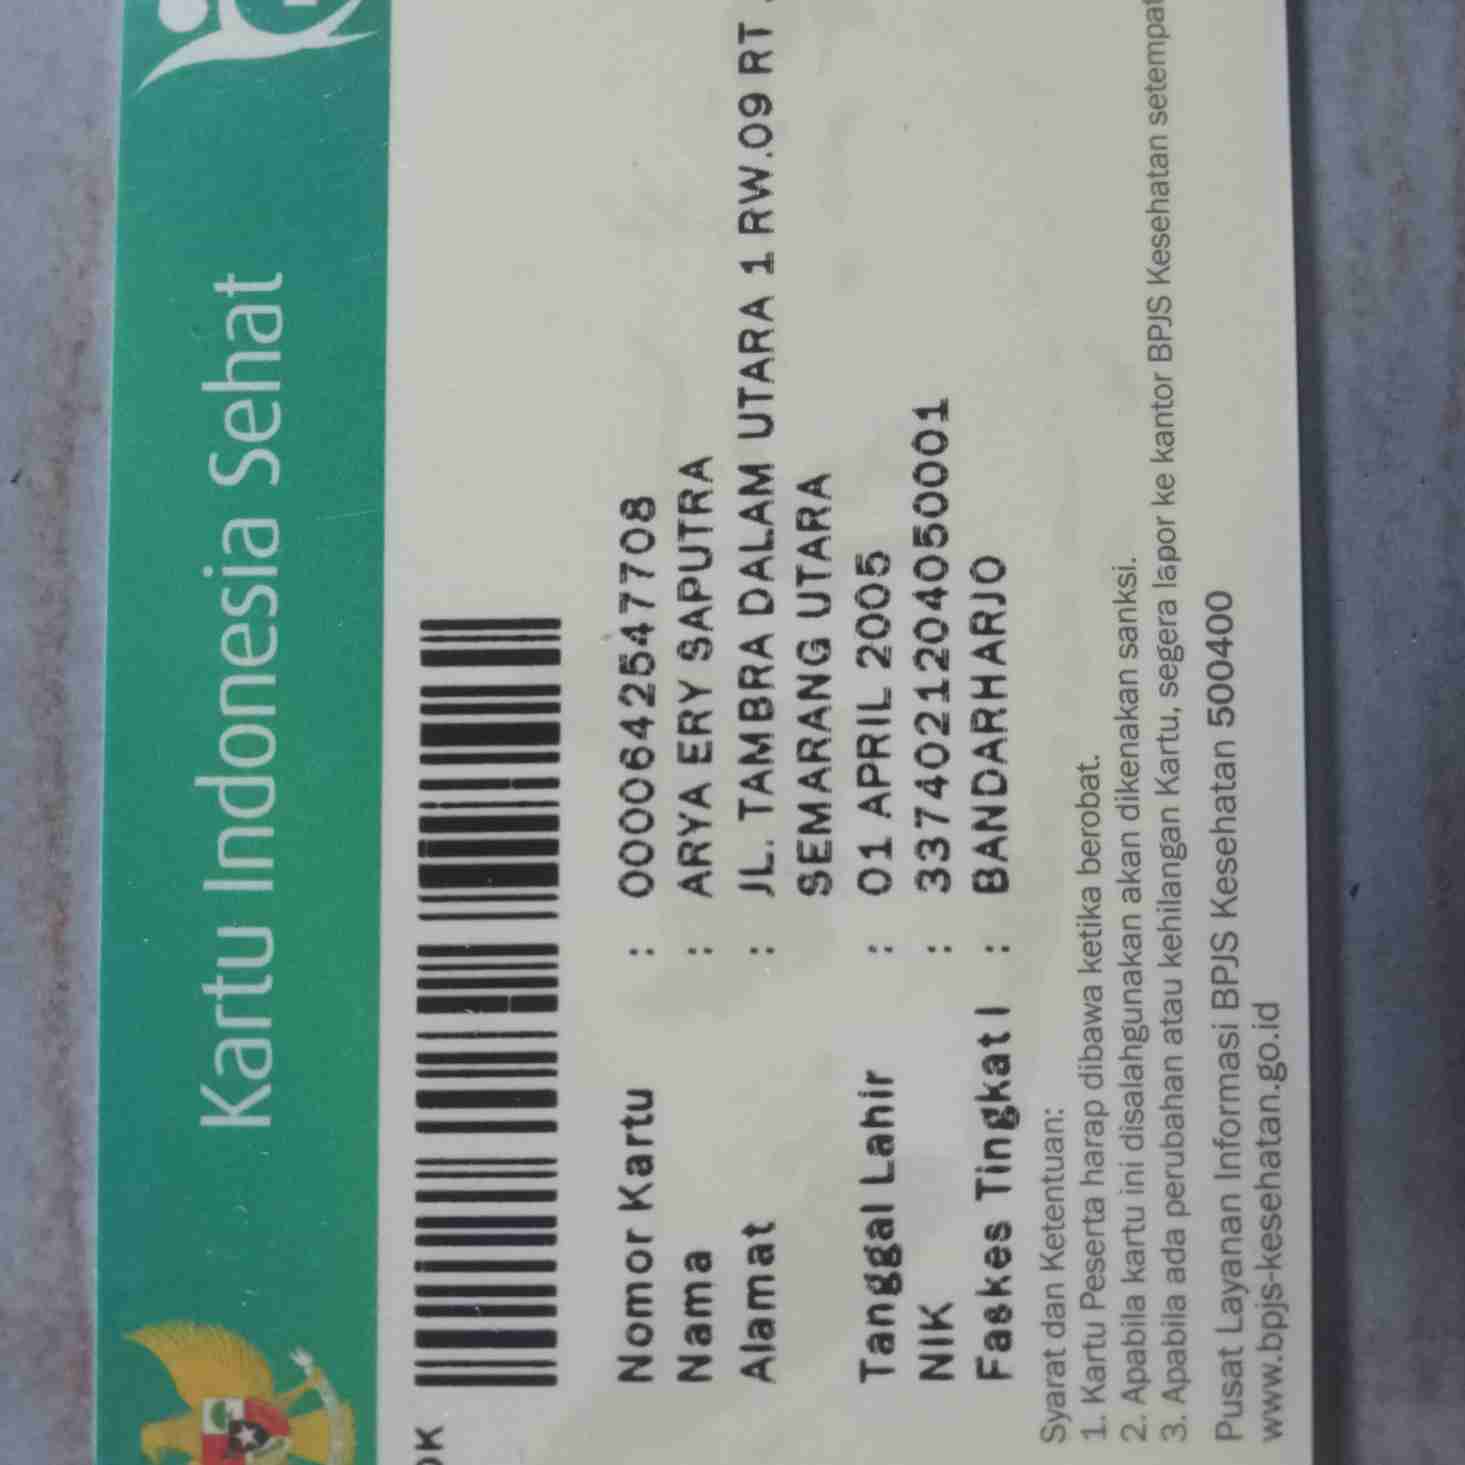 Kartu Indonesia Sehat
Nomor Kartu : 0000642547708
Nama : ARYA ERY SAPUTRA
Alamat : JL. TAMBRA DALAM UTARA 1 RW.09 RT
SEMARANG UTARA
Tanggal Lahir : 01 APRIL 2005
NIK : 3374021204050001
Faskes Tingkat I : BANDARHARJO
Syarat dan Ketentuan:
1. Kartu Peserta harap dibawa ketika berobat.
2. Apabila kartu ini disalahgunakan akan dikenakan sanksi.
3. Apabila ada perubahan atau kehilangan Kartu, segera lapor ke kantor BPJS Kesehatan setempat
Pusat Layanan Informasi BPJS Kesehatan 500400
www.bpjs-kesehatan.go.id